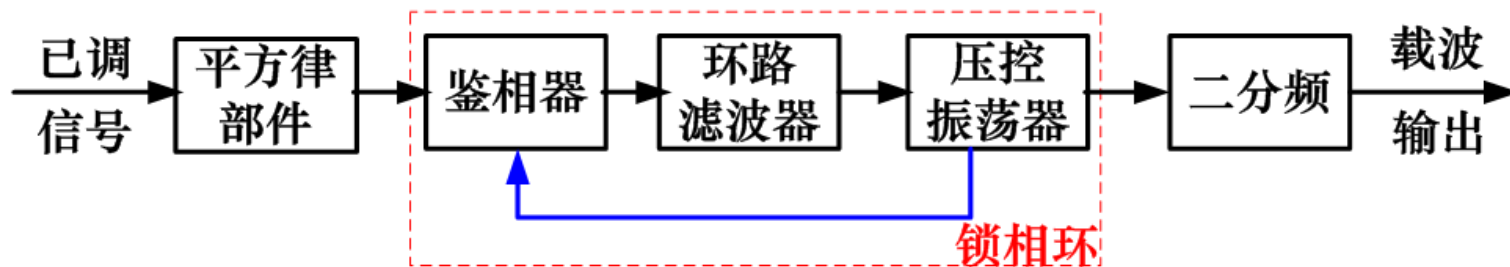 已调
信号
平方律
部件
鉴相器
环路
滤波器
压控
振荡器
二分频
载波
输出
锁相环